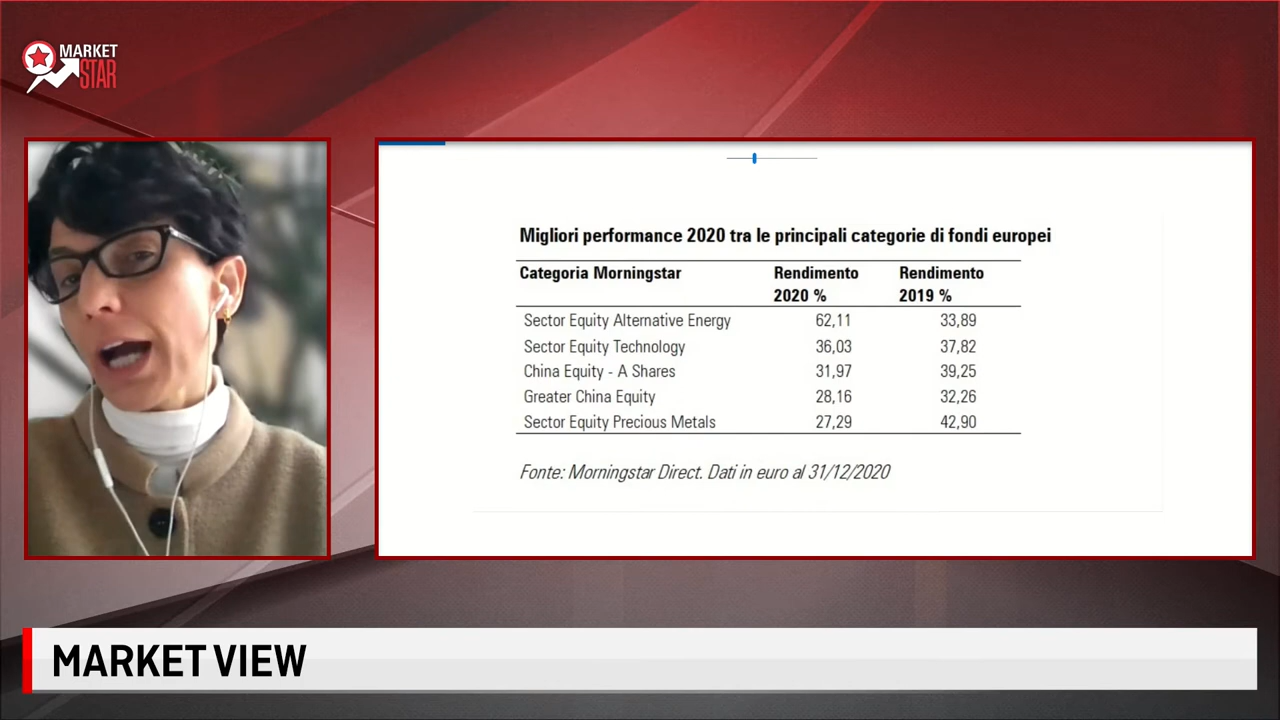 MARKET
STAR
Migliori performance 2020 tra le principali categorie di fondi europei
Categoria Morningstar Rendimento 2020 % Rendimento 2019 %
Sector Equity Alternative Energy 62,11 33,89
Sector Equity Technology 36,03 37,82
China Equity - A Shares 31,97 39,25
Greater China Equity 28,16 32,26
Sector Equity Precious Metals 27,29 42,90
Fonte: Morningstar Direct. Dati in euro al 31/12/2020
MARKET VIEW